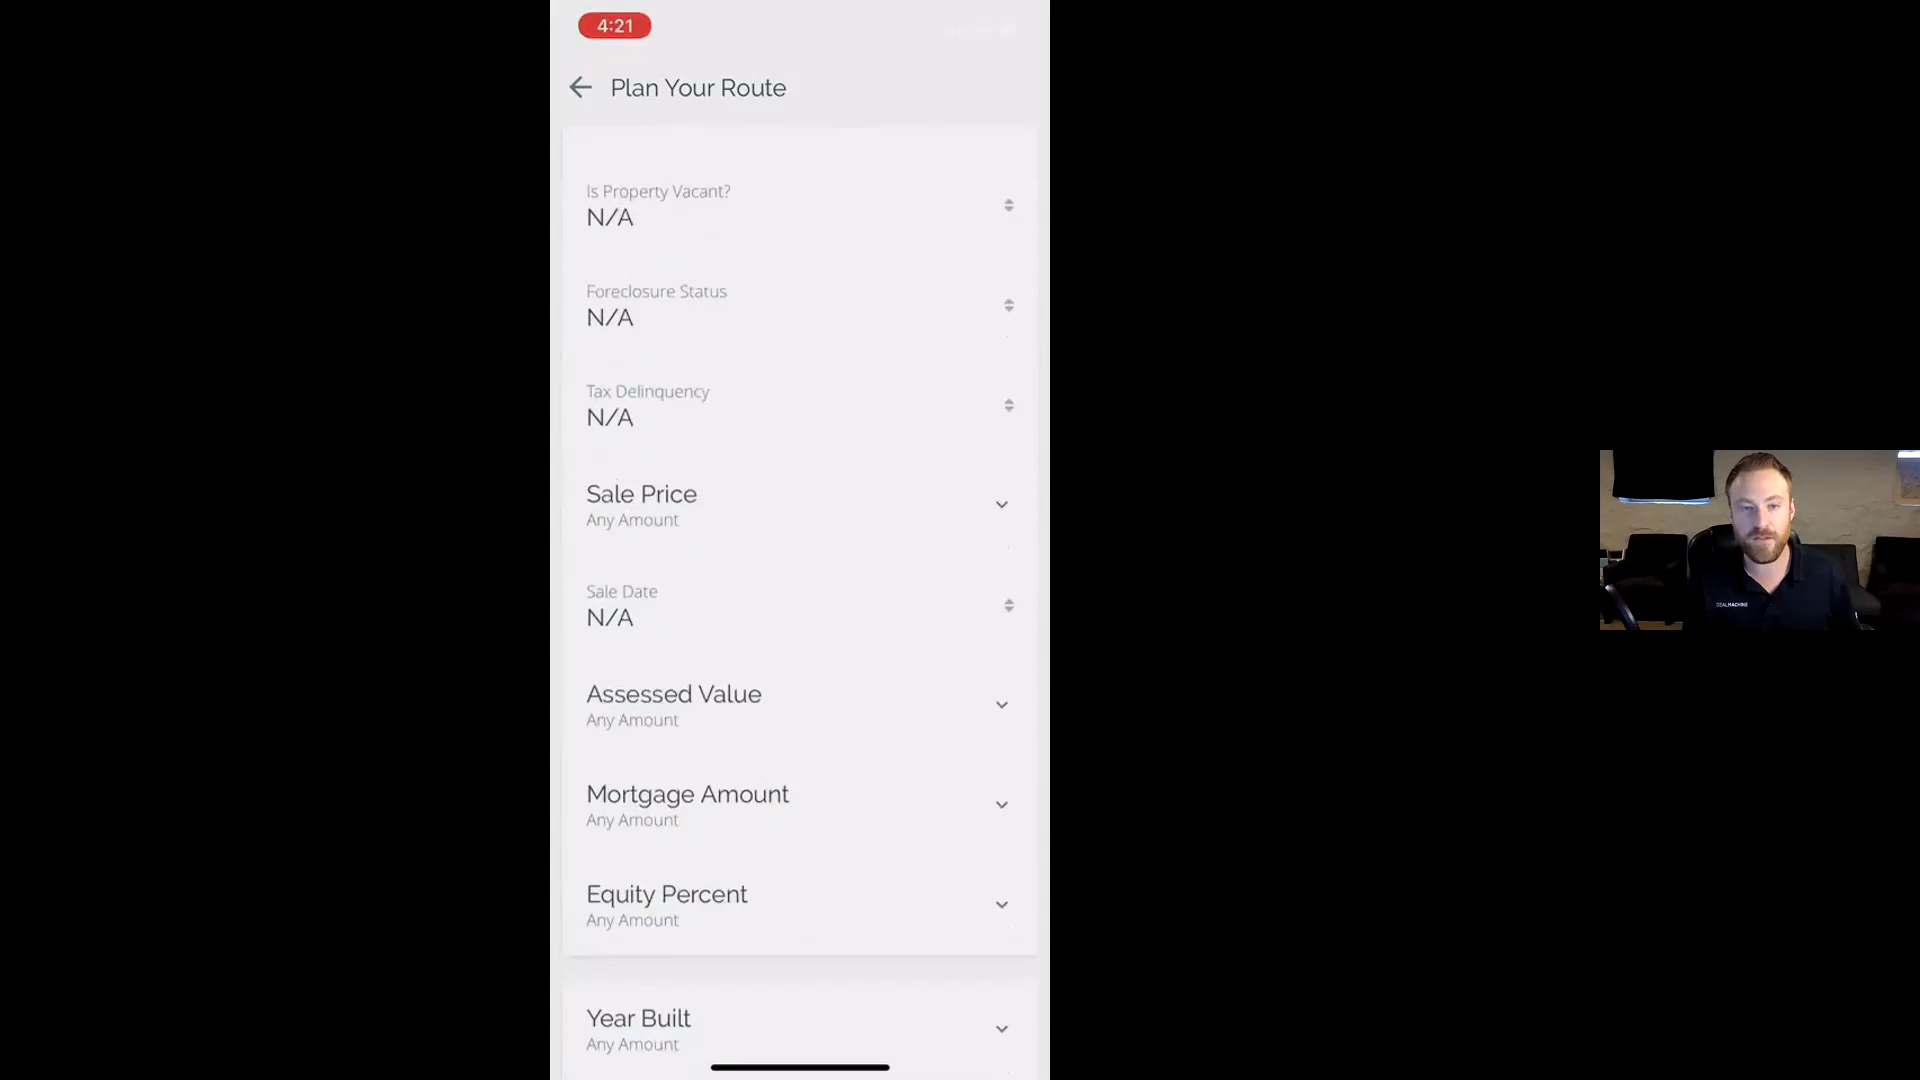 4:21
Plan Your Route
Is Property Vacant?
N/A
Foreclosure Status
N/A
Tax Delinquency
N/A
Sale Price
Any Amount
Sale Date
N/A
Assessed Value
Any Amount
Mortgage Amount
Any Amount
Equity Percent
Any Amount
Year Built
Any Amount
DEALMACHINE